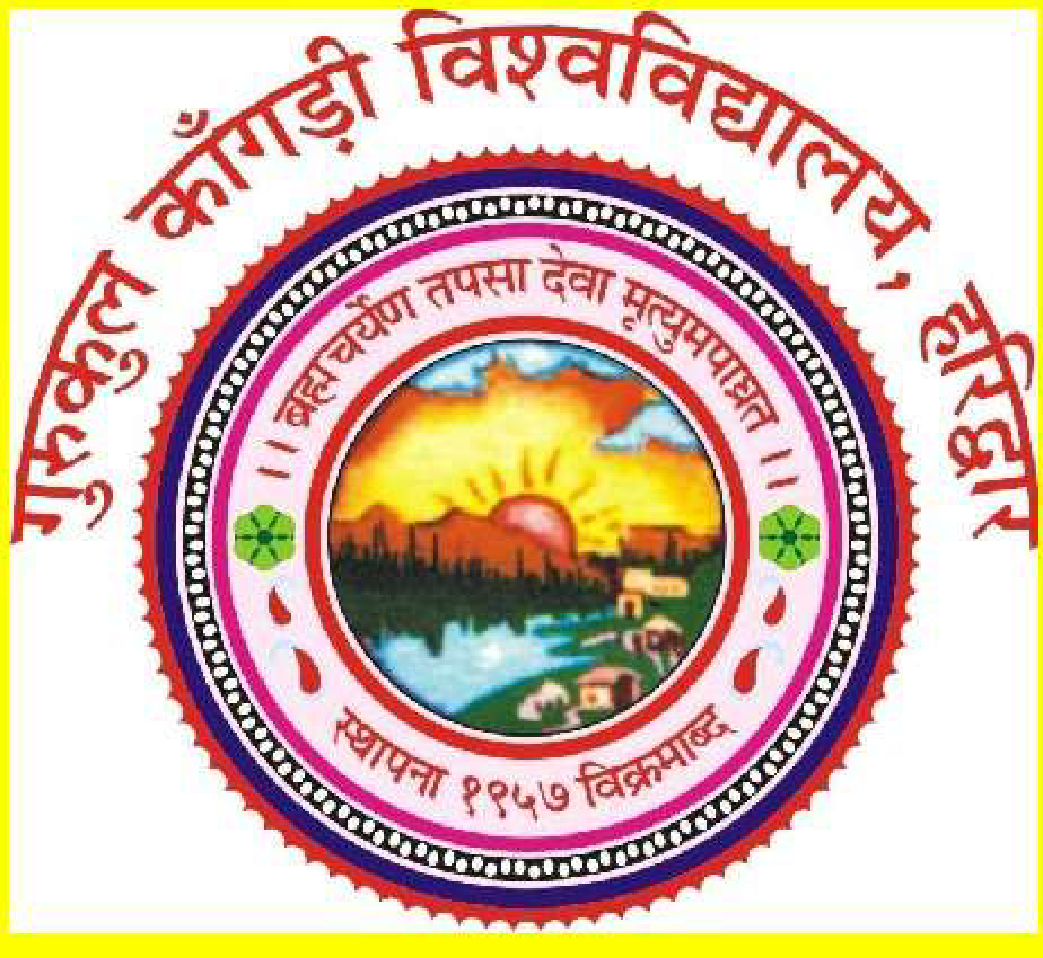 गुरुकुल काँगड़ी विश्वविद्यालय, हरिद्वार
।। ब्रह्मचर्येण तपसा देवा मृत्युमपाघ्नत ।।
स्थापना १९५७ विक्रमाब्द